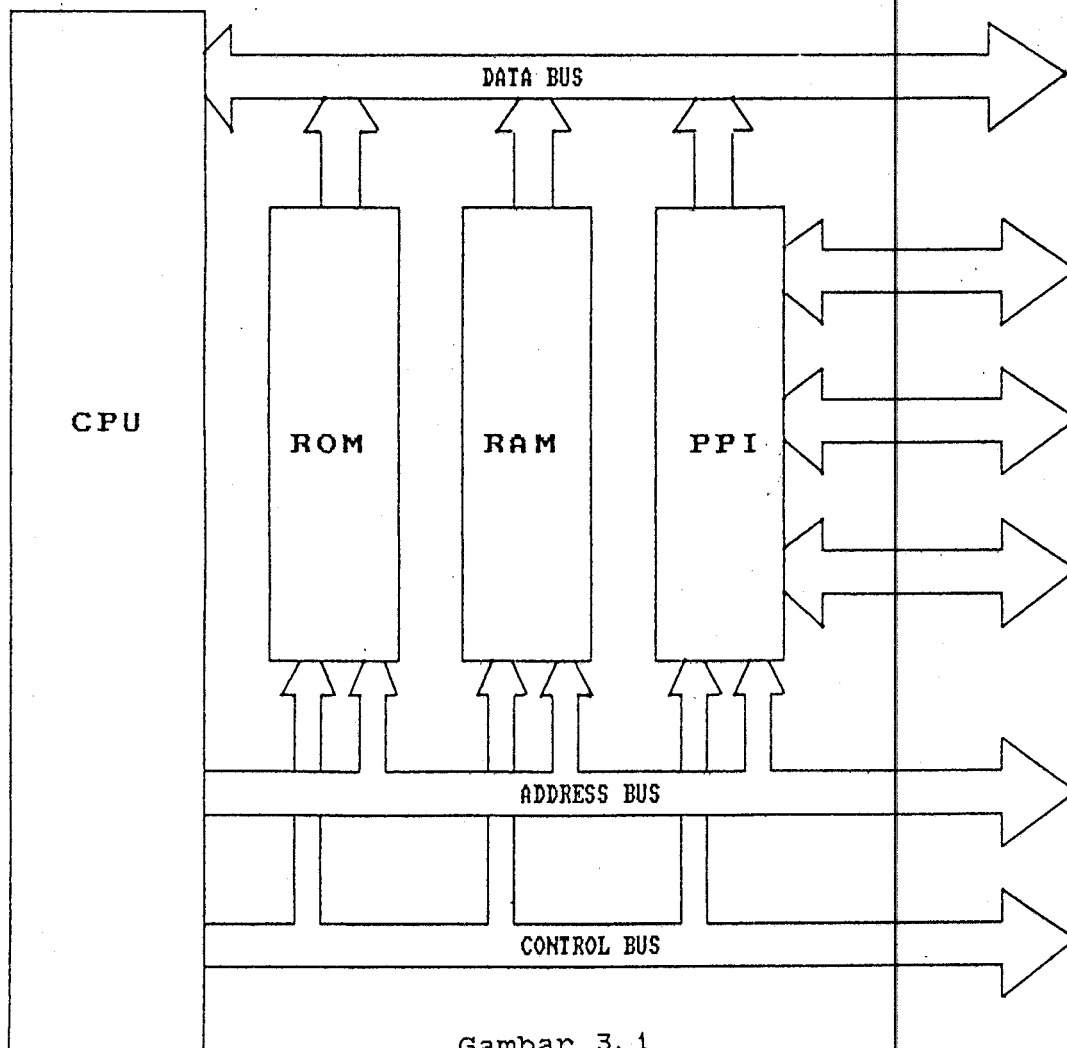 DATA BUS
CPU
ROM
RAM
PPI
ADDRESS BUS
CONTROL BUS
Gambar 3.1